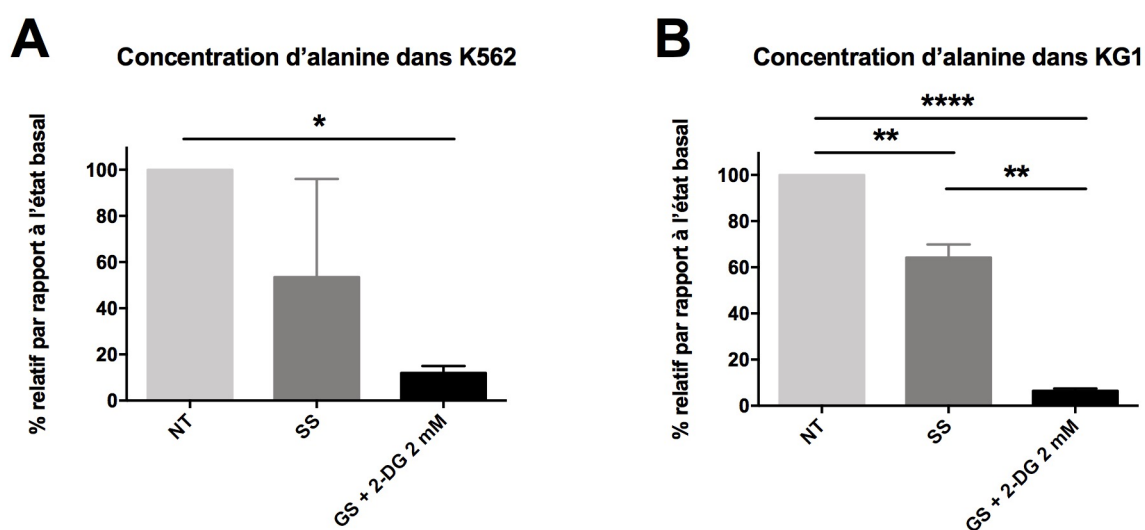 A
Concentration d'alanine dans K562
% relatif par rapport à l'état basal
*
100
80
60
40
20
0
NT
SS
GS + 2-DG 2 mM
B
Concentration d'alanine dans KG1
% relatif par rapport à l'état basal
****
**
**
100
80
60
40
20
0
NT
SS
GS + 2-DG 2 mM